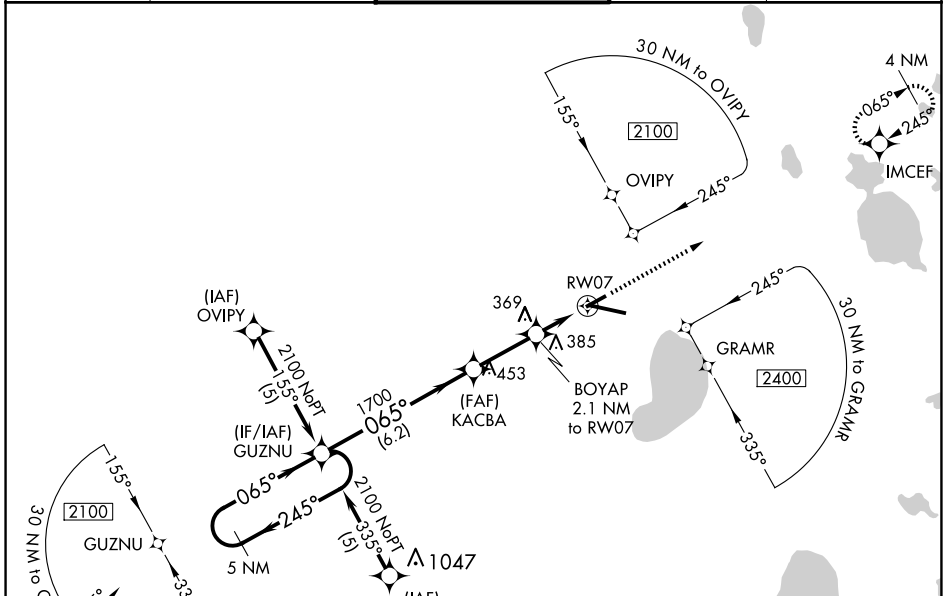 30 NM to OVIPY
155°
2100
OVIPY
245°
4 NM
065°
245°
IMCEF
RW07
(IAF)
OVIPY
2100 NoPT
155°
(5)
369
385
453
BOYAP
2.1 NM
to RW07
(FAF)
KACBA
1700
065°
(6.2)
(IF/IAF)
GUZNU
245°
GRAMR
2400
335°
30 NM to GRAMR
065°
245°
5 NM
2100 NoPT
335°
(5)
1047
155°
2100
GUZNU
30 NM to